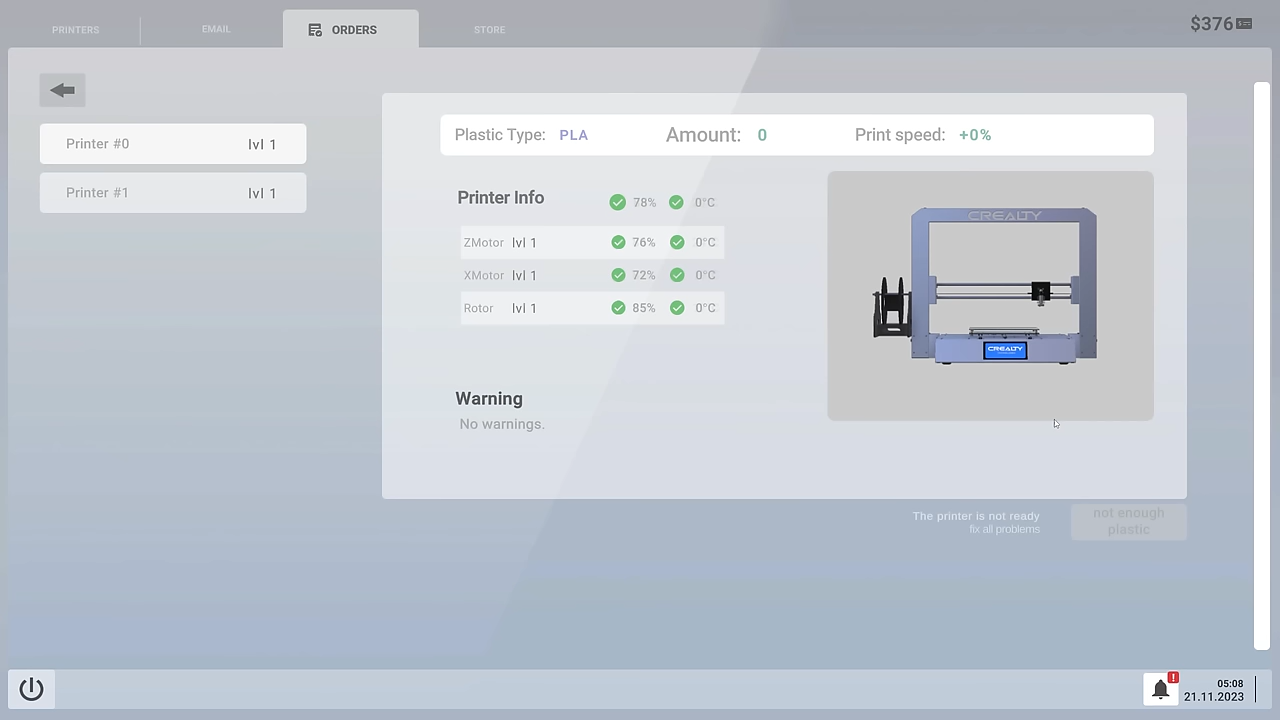 PRINTERS
EMAIL
ORDERS
STORE
$376
Printer #0 lvl 1
Printer #1 lvl 1
Plastic Type: PLA Amount: 0 Print speed: +0%
Printer Info 78% 0°C
ZMotor lvl 1 76% 0°C
XMotor lvl 1 72% 0°C
Rotor lvl 1 85% 0°C
CREALTY
CREALTY
Warning
No warnings.
The printer is not ready
fix all problems
not enough
plastic
!
05:08
21.11.2023